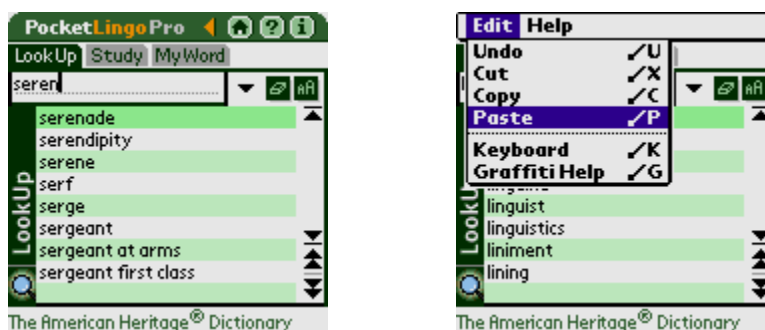 PocketLingo Pro
LookUp Study MyWord
seren
serenade
serendipity
serene
serf
serge
sergeant
sergeant at arms
sergeant first class
LookUp
The American Heritage® Dictionary
Edit Help
Undo /U
Cut /X
Copy /C
Paste /P
Keyboard /K
Graffiti Help /G
linguist
linguistics
liniment
lining
LookUp
The American Heritage® Dictionary